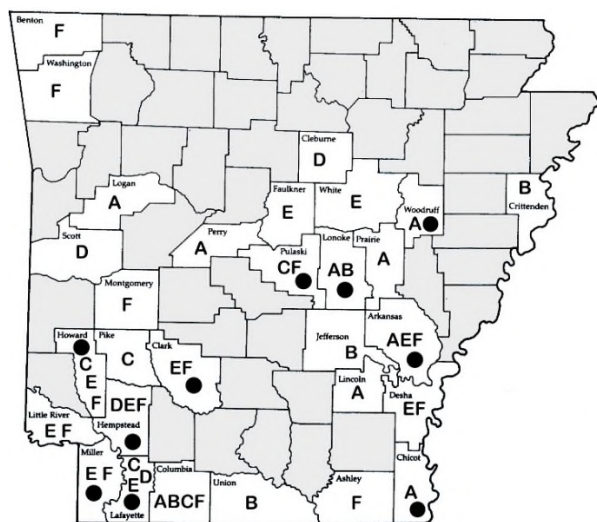 Benton
F
Washington
F
Cleburne
D
Logan
A
Faulkner
E
White
E
Woodruff
A
B
Crittenden
Scott
D
Perry
A
Pulaski
CF
Lonoke
AB
Prairie
A
Montgomery
F
Howard
C
E
F
Pike
C
Clark
EF
Jefferson
B
Arkansas
AEF
Lincoln
A
Desha
EF
Little River
E F
DEF
Hempstead
Miller
E F
C
D
E
Lafayette
Columbia
ABCF
Union
B
Ashley
F
Chicot
A